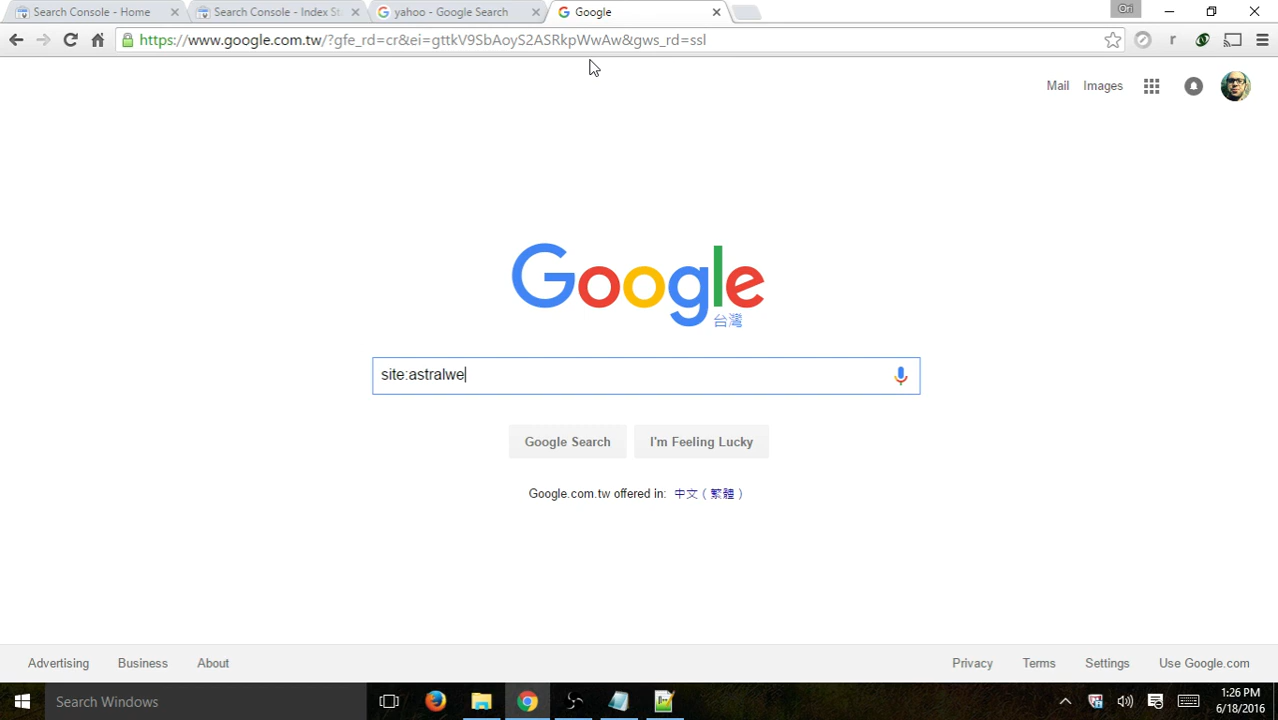 Search Console - Home
Search Console - Index St
yahoo - Google Search
Google
Ori
https://www.google.com.tw/?gfe_rd=cr&ei=gttkV9SbAoyS2ASRkpWwAw&gws_rd=ssl
Mail Images
Google
台灣
site:astralwe
Google Search I'm Feeling Lucky
Google.com.tw offered in: 中文（繁體）
Advertising Business About Privacy Terms Settings Use Google.com
Search Windows
1:26 PM
6/18/2016